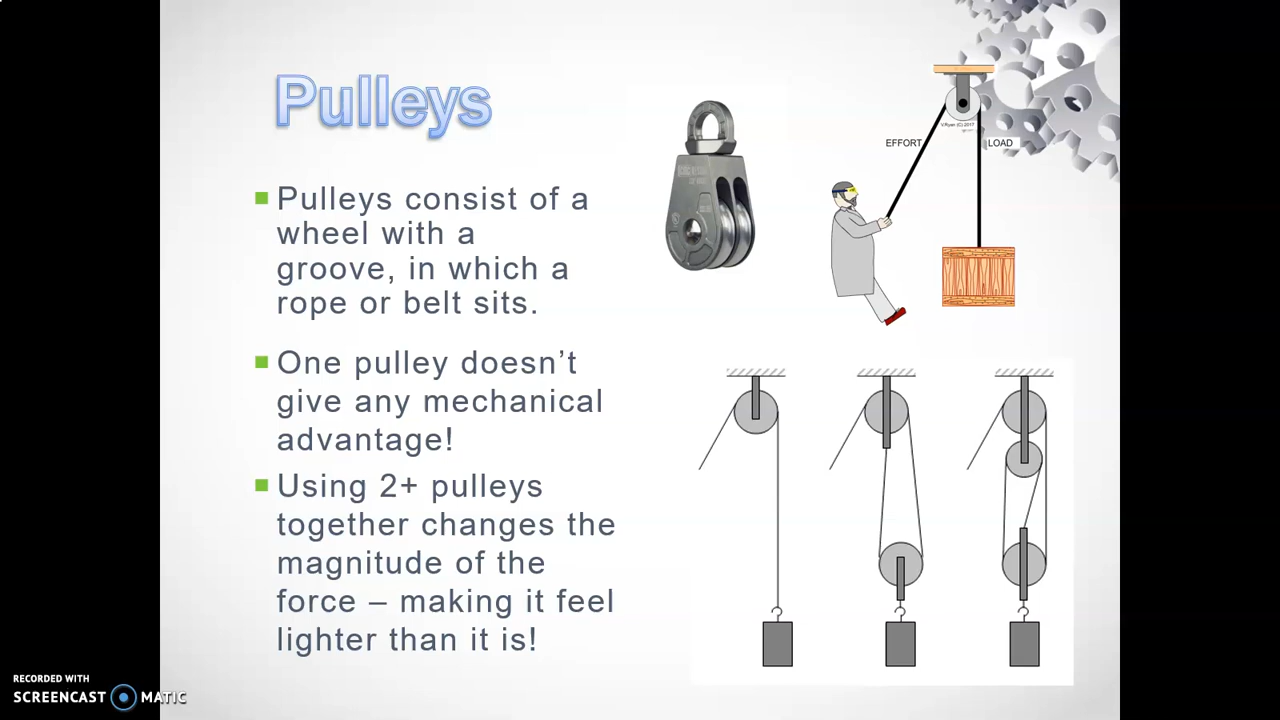 Pulleys
Pulleys consist of a
wheel with a
groove, in which a
rope or belt sits.
One pulley doesn’t
give any mechanical
advantage!
Using 2+ pulleys
together changes the
magnitude of the
force – making it feel
lighter than it is!
EFFORT
LOAD
V.Ryan (C) 2017
RECORDED WITH
SCREENCAST MATIC